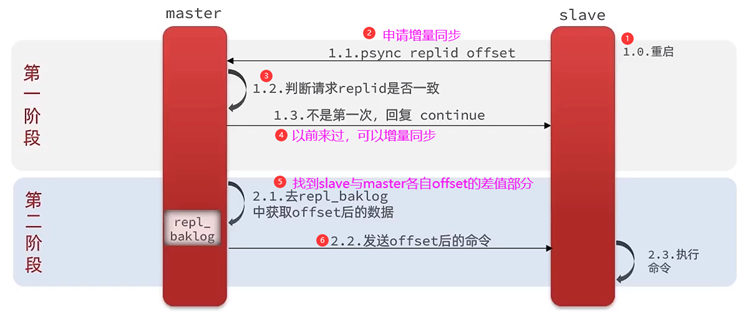 master
slave
第一阶段
② 申请增量同步
1.1.psync replid offset
①
1.0.重启
③
1.2.判断请求replid是否一致
1.3.不是第一次，回复 continue
④ 以前来过，可以增量同步
第二阶段
⑤ 找到slave与master各自offset的差值部分
2.1.去repl_baklog
中获取offset后的数据
repl_
baklog
⑥ 2.2.发送offset后的命令
2.3.执行
命令